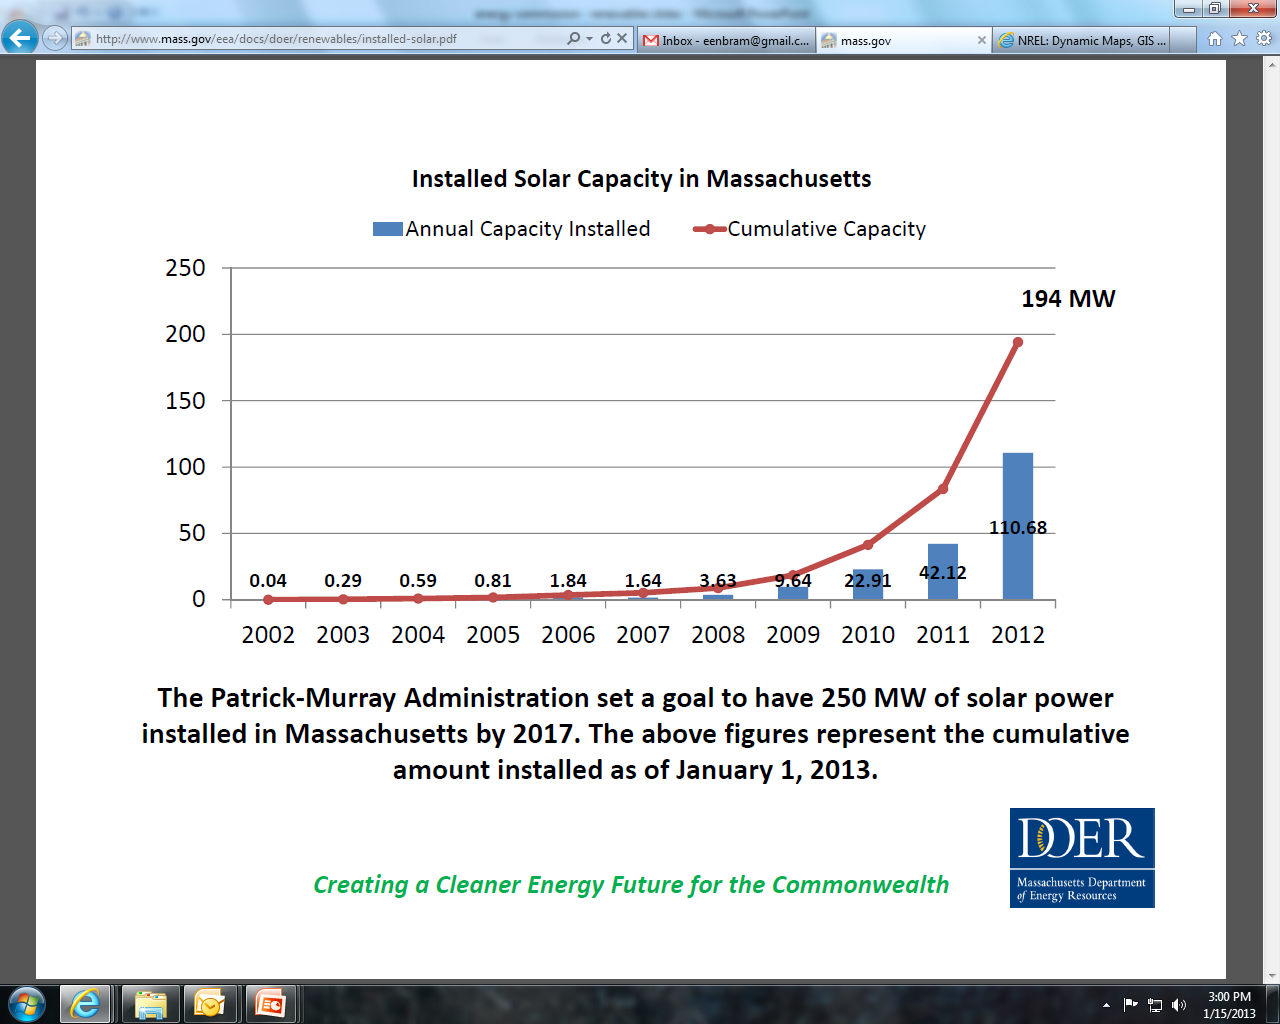 energy-commission - renewables slides - Microsoft PowerPoint
http://www.mass.gov/eea/docs/doer/renewables/installed-solar.pdf
Inbox - eenbram@gmail.c...
mass.gov
NREL: Dynamic Maps, GIS ...
Installed Solar Capacity in Massachusetts
Annual Capacity Installed
Cumulative Capacity
250
194 MW
200
150
100
50
110.68
0.04 0.29 0.59 0.81 1.84 1.64 3.63 9.64 22.91 42.12
0
2002 2003 2004 2005 2006 2007 2008 2009 2010 2011 2012
The Patrick-Murray Administration set a goal to have 250 MW of solar power
installed in Massachusetts by 2017. The above figures represent the cumulative
amount installed as of January 1, 2013.
DOER
Massachusetts Department
of Energy Resources
Creating a Cleaner Energy Future for the Commonwealth
3:00 PM
1/15/2013